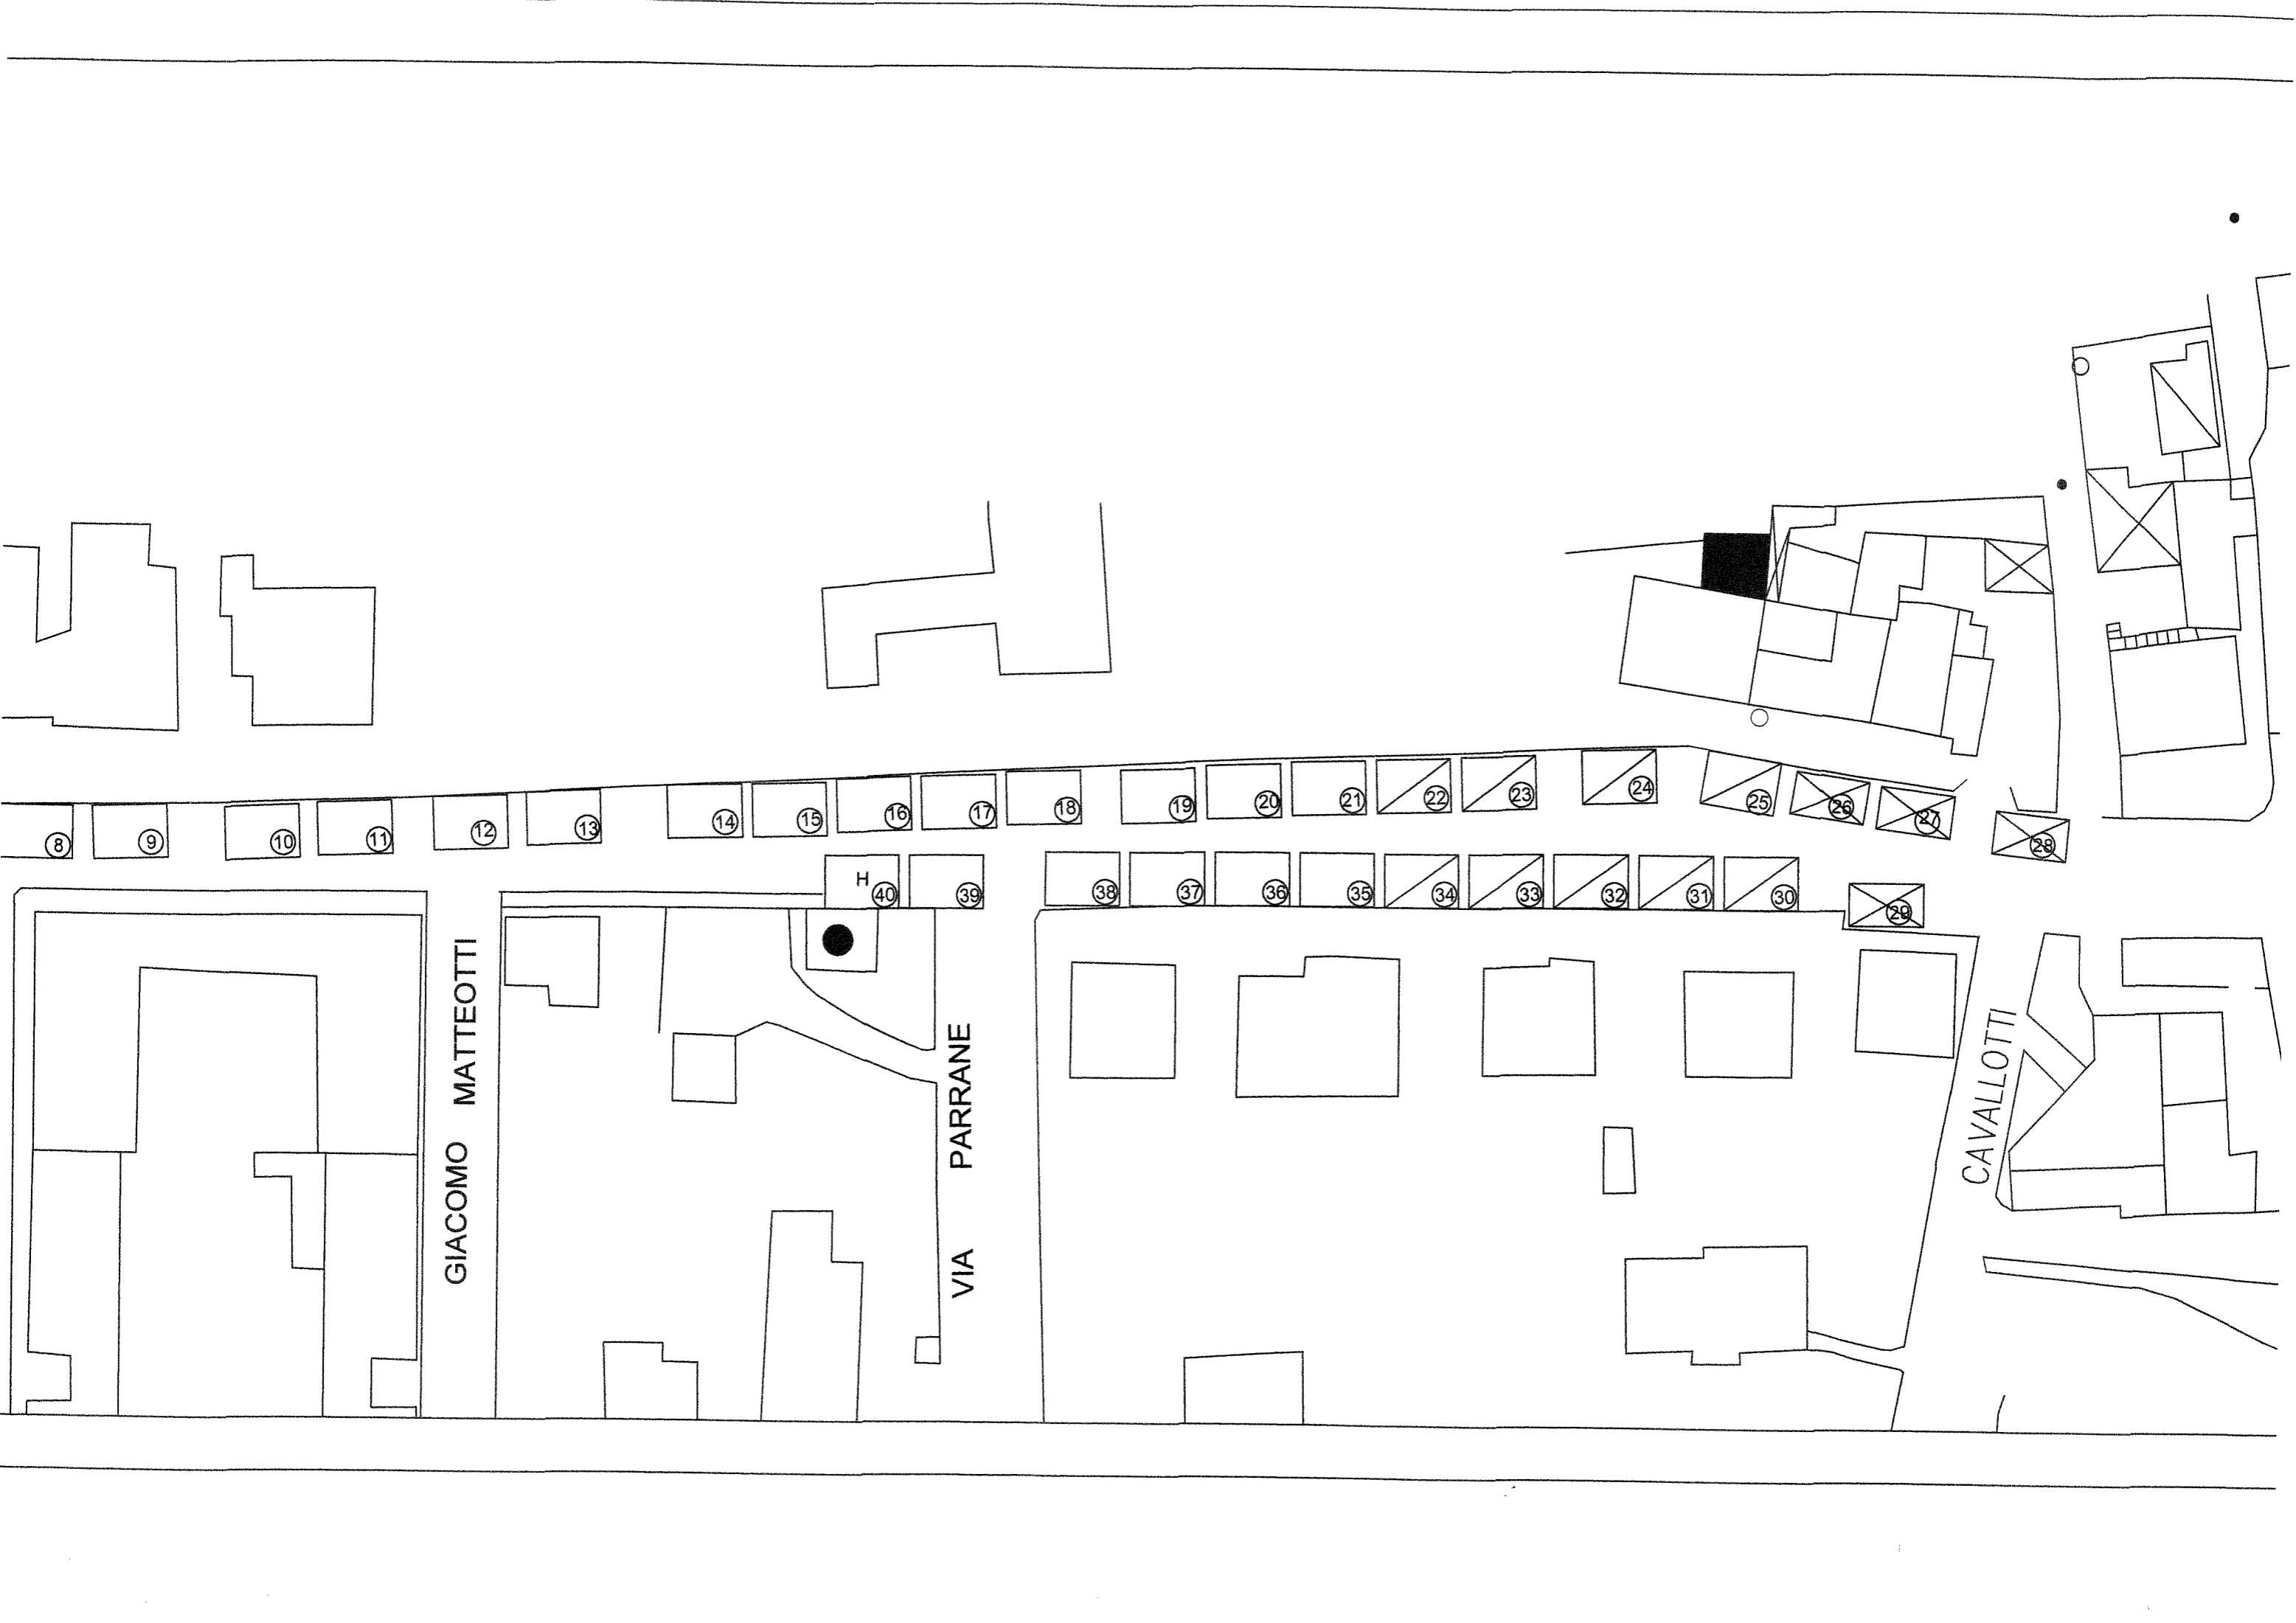 8 9 10 11 12 13 14 15 16 17 18 19 20 21 22 23 24 25 26 27 28
H 40 39 38 37 36 35 34 33 32 31 30 29
GIACOMO MATTEOTTI
VIA PARRANE
CAVALLOTTI